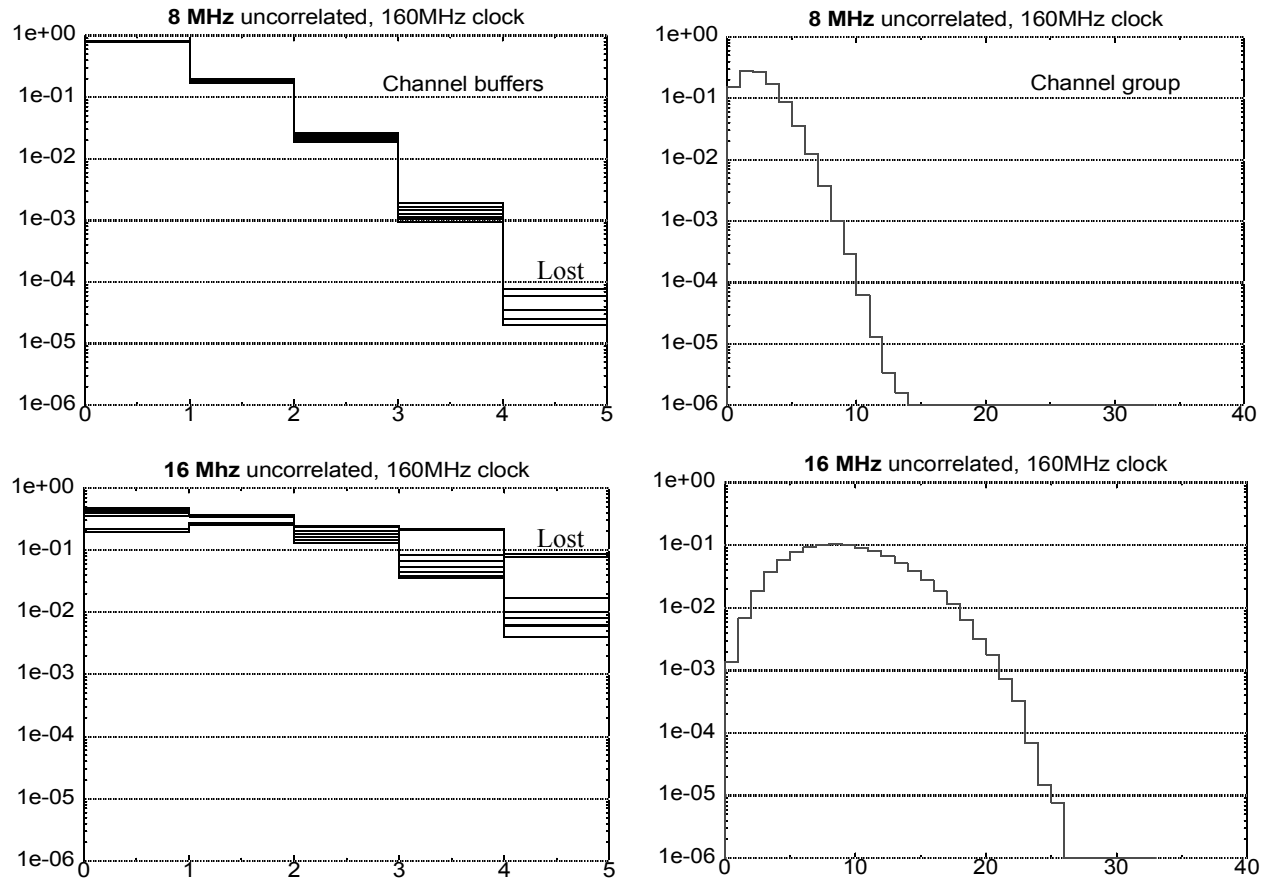 8 MHz uncorrelated, 160MHz clock
1e+00
1e-01
1e-02
1e-03
1e-04
1e-05
1e-06
Channel buffers
Lost
0 1 2 3 4 5
8 MHz uncorrelated, 160MHz clock
1e+00
1e-01
1e-02
1e-03
1e-04
1e-05
1e-06
Channel group
0 10 20 30 40
16 Mhz uncorrelated, 160MHz clock
1e+00
1e-01
1e-02
1e-03
1e-04
1e-05
1e-06
Lost
0 1 2 3 4 5
16 MHz uncorrelated, 160MHz clock
1e+00
1e-01
1e-02
1e-03
1e-04
1e-05
1e-06
0 10 20 30 40